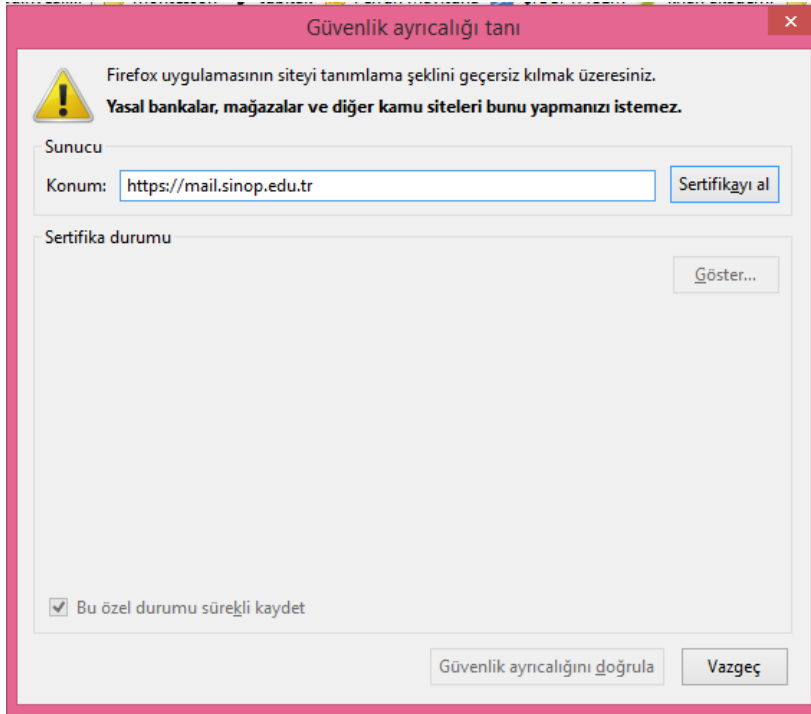 Güvenlik ayrıcalığı tanı
Firefox uygulamasının siteyi tanımlama şeklini geçersiz kılmak üzeresiniz.
Yasal bankalar, mağazalar ve diğer kamu siteleri bunu yapmanızı istemez.
Sunucu
Konum: https://mail.sinop.edu.tr Sertifikayı al
Sertifika durumu
Göster...
Bu özel durumu sürekli kaydet
Güvenlik ayrıcalığını doğrula Vazgeç